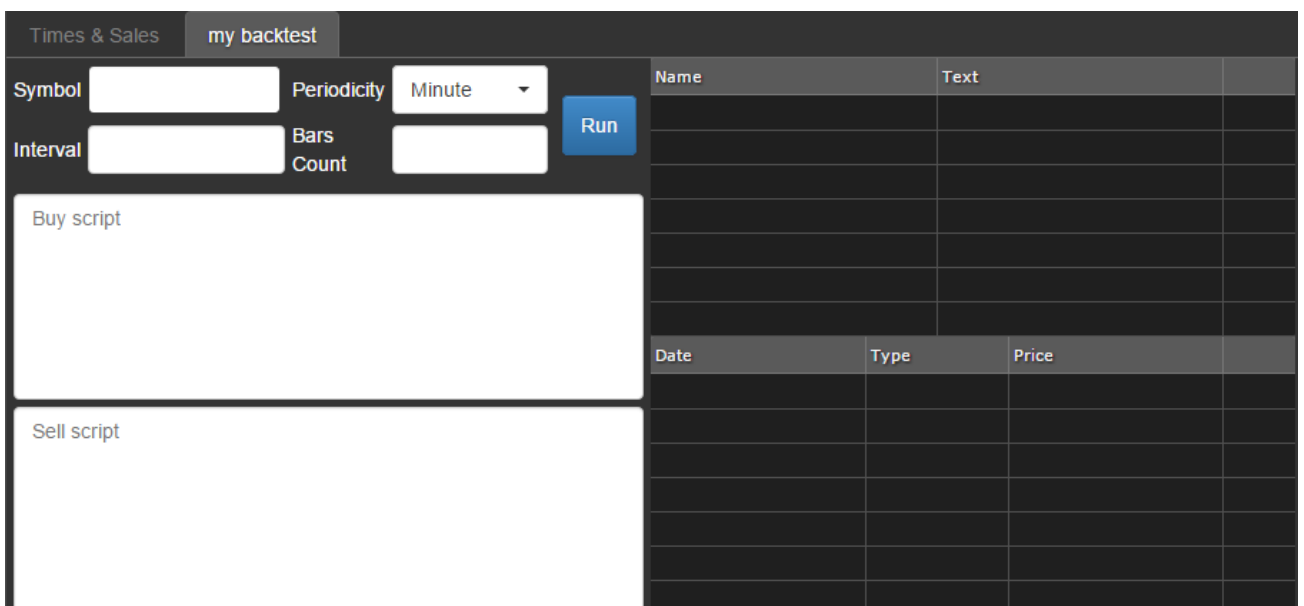 Times & Sales my backtest
Symbol Periodicity Minute
Run
Interval Bars Count
Buy script
Sell script
Name Text
Date Type Price